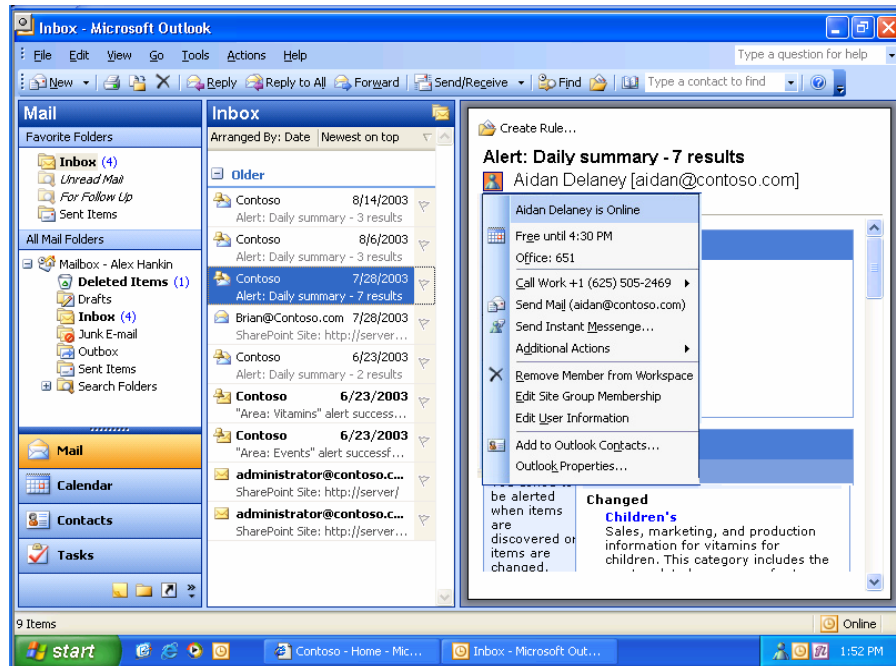 Inbox - Microsoft Outlook
File Edit View Go Tools Actions Help Type a question for help
New Reply Reply to All Forward Send/Receive Find Type a contact to find
Mail
Favorite Folders
Inbox (4)
Unread Mail
For Follow Up
Sent Items
All Mail Folders
Mailbox - Alex Hankin
Deleted Items (1)
Drafts
Inbox (4)
Junk E-mail
Outbox
Sent Items
Search Folders
Mail
Calendar
Contacts
Tasks
Inbox
Arranged By: Date Newest on top
Older
Contoso 8/14/2003
Alert: Daily summary - 3 results
Contoso 8/6/2003
Alert: Daily summary - 3 results
Contoso 7/28/2003
Alert: Daily summary - 7 results
Brian@Contoso.com 7/28/2003
SharePoint Site: http://server...
Contoso 6/23/2003
Alert: Daily summary - 2 results
Contoso 6/23/2003
"Area: Vitamins" alert success...
Contoso 6/23/2003
"Area: Events" alert successf...
administrator@contoso.c...
SharePoint Site: http://server/
administrator@contoso.c...
SharePoint Site: http://server...
Create Rule...
Alert: Daily summary - 7 results
Aidan Delaney [aidan@contoso.com]
Aidan Delaney is Online
Free until 4:30 PM
Office: 651
Call Work +1 (625) 505-2469
Send Mail (aidan@contoso.com)
Send Instant Messenge...
Additional Actions
Remove Member from Workspace
Edit Site Group Membership
Edit User Information
Add to Outlook Contacts...
Outlook Properties...
be alerted
when items
are
discovered or
items are
changed.
Changed
Children's
Sales, marketing, and production
information for vitamins for
children. This category includes the
9 Items Online
start Contoso - Home - Mic... Inbox - Microsoft Out... 1:52 PM